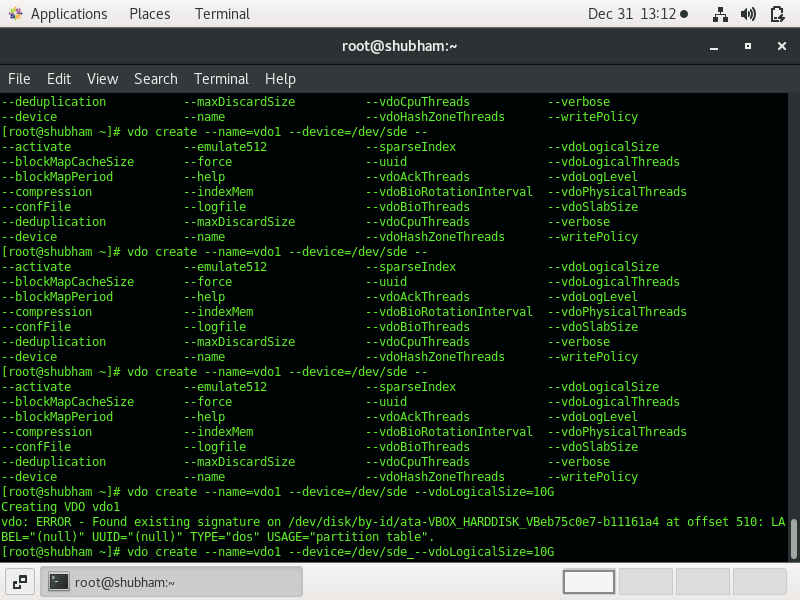 Applications Places Terminal Dec 31 13:12
root@shubham:~
File Edit View Search Terminal Help
--deduplication --maxDiscardSize --vdoCpuThreads --verbose
--device --name --vdoHashZoneThreads --writePolicy
[root@shubham ~]# vdo create --name=vdo1 --device=/dev/sde --
--activate --emulate512 --sparseIndex --vdoLogicalSize
--blockMapCacheSize --force --uuid --vdoLogicalThreads
--blockMapPeriod --help --vdoAckThreads --vdoLogLevel
--compression --indexMem --vdoBioRotationInterval --vdoPhysicalThreads
--confFile --logfile --vdoBioThreads --vdoSlabSize
--deduplication --maxDiscardSize --vdoCpuThreads --verbose
--device --name --vdoHashZoneThreads --writePolicy
[root@shubham ~]# vdo create --name=vdo1 --device=/dev/sde --
--activate --emulate512 --sparseIndex --vdoLogicalSize
--blockMapCacheSize --force --uuid --vdoLogicalThreads
--blockMapPeriod --help --vdoAckThreads --vdoLogLevel
--compression --indexMem --vdoBioRotationInterval --vdoPhysicalThreads
--confFile --logfile --vdoBioThreads --vdoSlabSize
--deduplication --maxDiscardSize --vdoCpuThreads --verbose
--device --name --vdoHashZoneThreads --writePolicy
[root@shubham ~]# vdo create --name=vdo1 --device=/dev/sde --
--activate --emulate512 --sparseIndex --vdoLogicalSize
--blockMapCacheSize --force --uuid --vdoLogicalThreads
--blockMapPeriod --help --vdoAckThreads --vdoLogLevel
--compression --indexMem --vdoBioRotationInterval --vdoPhysicalThreads
--confFile --logfile --vdoBioThreads --vdoSlabSize
--deduplication --maxDiscardSize --vdoCpuThreads --verbose
--device --name --vdoHashZoneThreads --writePolicy
[root@shubham ~]# vdo create --name=vdo1 --device=/dev/sde --vdoLogicalSize=10G
Creating VDO vdo1
vdo: ERROR - Found existing signature on /dev/disk/by-id/ata-VBOX_HARDDISK_VBeb75c0e7-b11161a4 at offset 510: LA
BEL="(null)" UUID="(null)" TYPE="dos" USAGE="partition table".
[root@shubham ~]# vdo create --name=vdo1 --device=/dev/sde_--vdoLogicalSize=10G
root@shubham:~